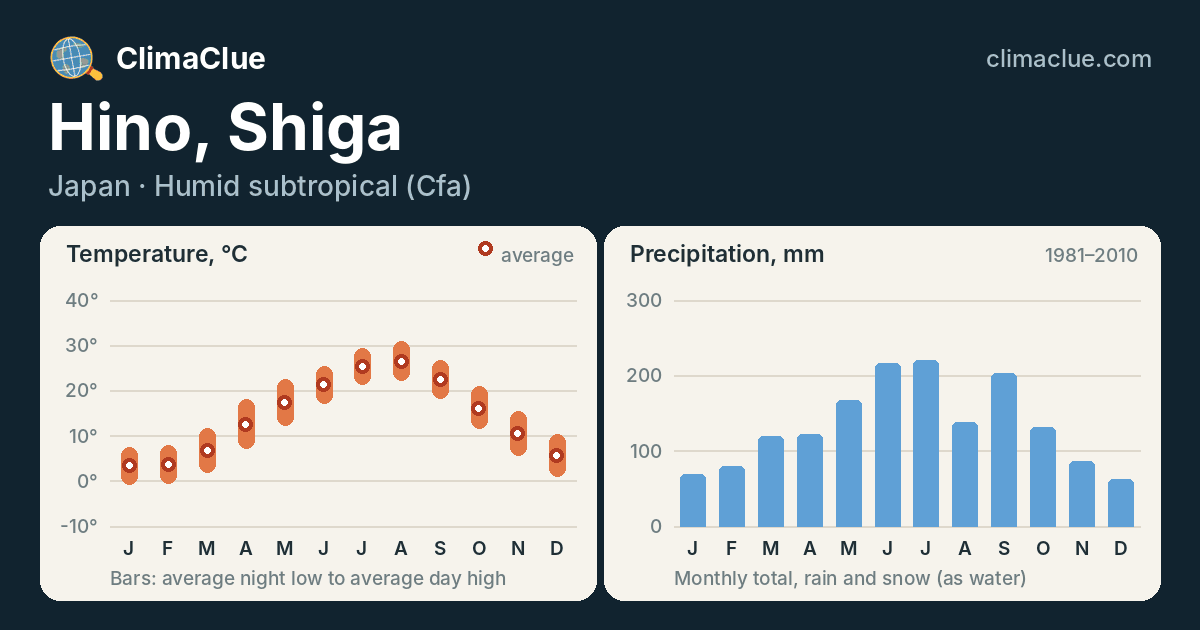 ClimaClue
climaclue.com
Hino, Shiga
Japan · Humid subtropical (Cfa)
Temperature, °C
average
40°
30°
20°
10°
0°
-10°
J F M A M J J A S O N D
Bars: average night low to average day high
Precipitation, mm
1981–2010
300
200
100
0
J F M A M J J A S O N D
Monthly total, rain and snow (as water)